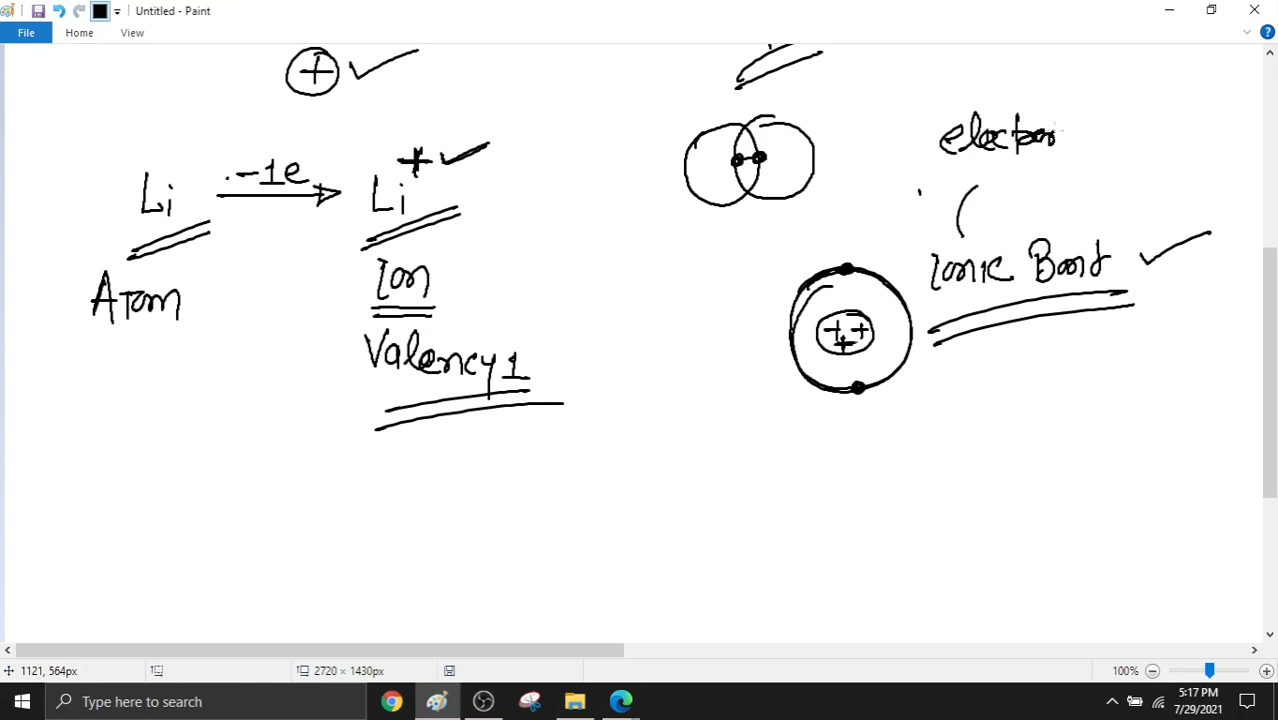 Untitled - Paint
File Home View
+
electro
Li .-1e Li +
Atom
Ion
Valency 1
Ionic Bond
+ +
+
1121, 564px 2720 × 1430px 100%
Type here to search
5:17 PM
7/29/2021